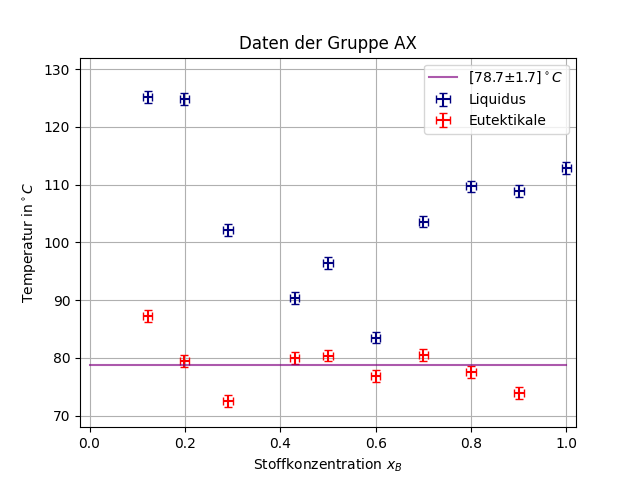 Daten der Gruppe AX
[78.7±1.7]°C
Liquidus
Eutektikale
130
120
110
100
90
80
70
Temperatur in°C
0.0 0.2 0.4 0.6 0.8 1.0
Stoffkonzentration x_B